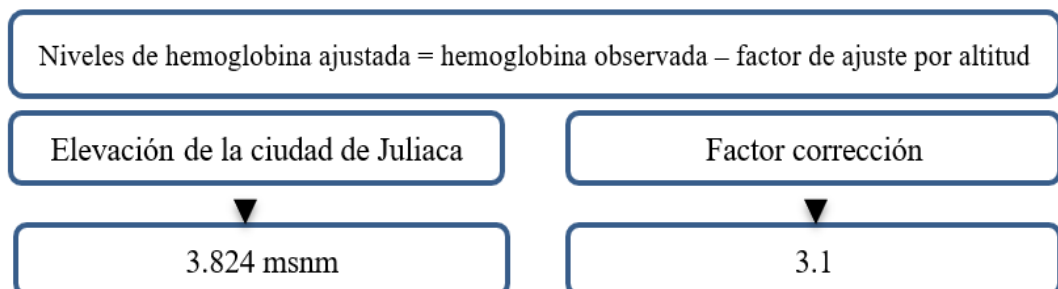 Niveles de hemoglobina ajustada = hemoglobina observada – factor de ajuste por altitud
Elevación de la ciudad de Juliaca
Factor corrección
3.824 msnm
3.1